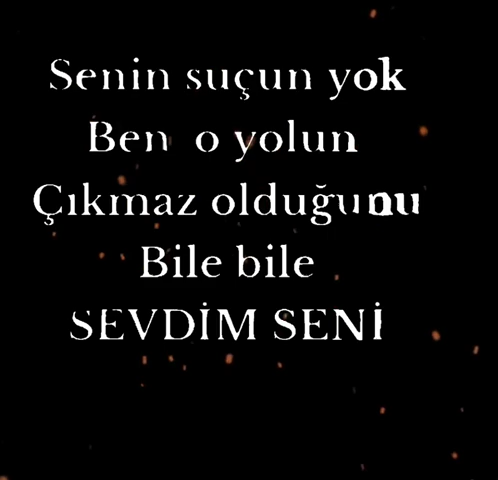 Senin suçun yok
Ben o yolun
Çıkmaz olduğunu
Bile bile
SEVDİM SENİ